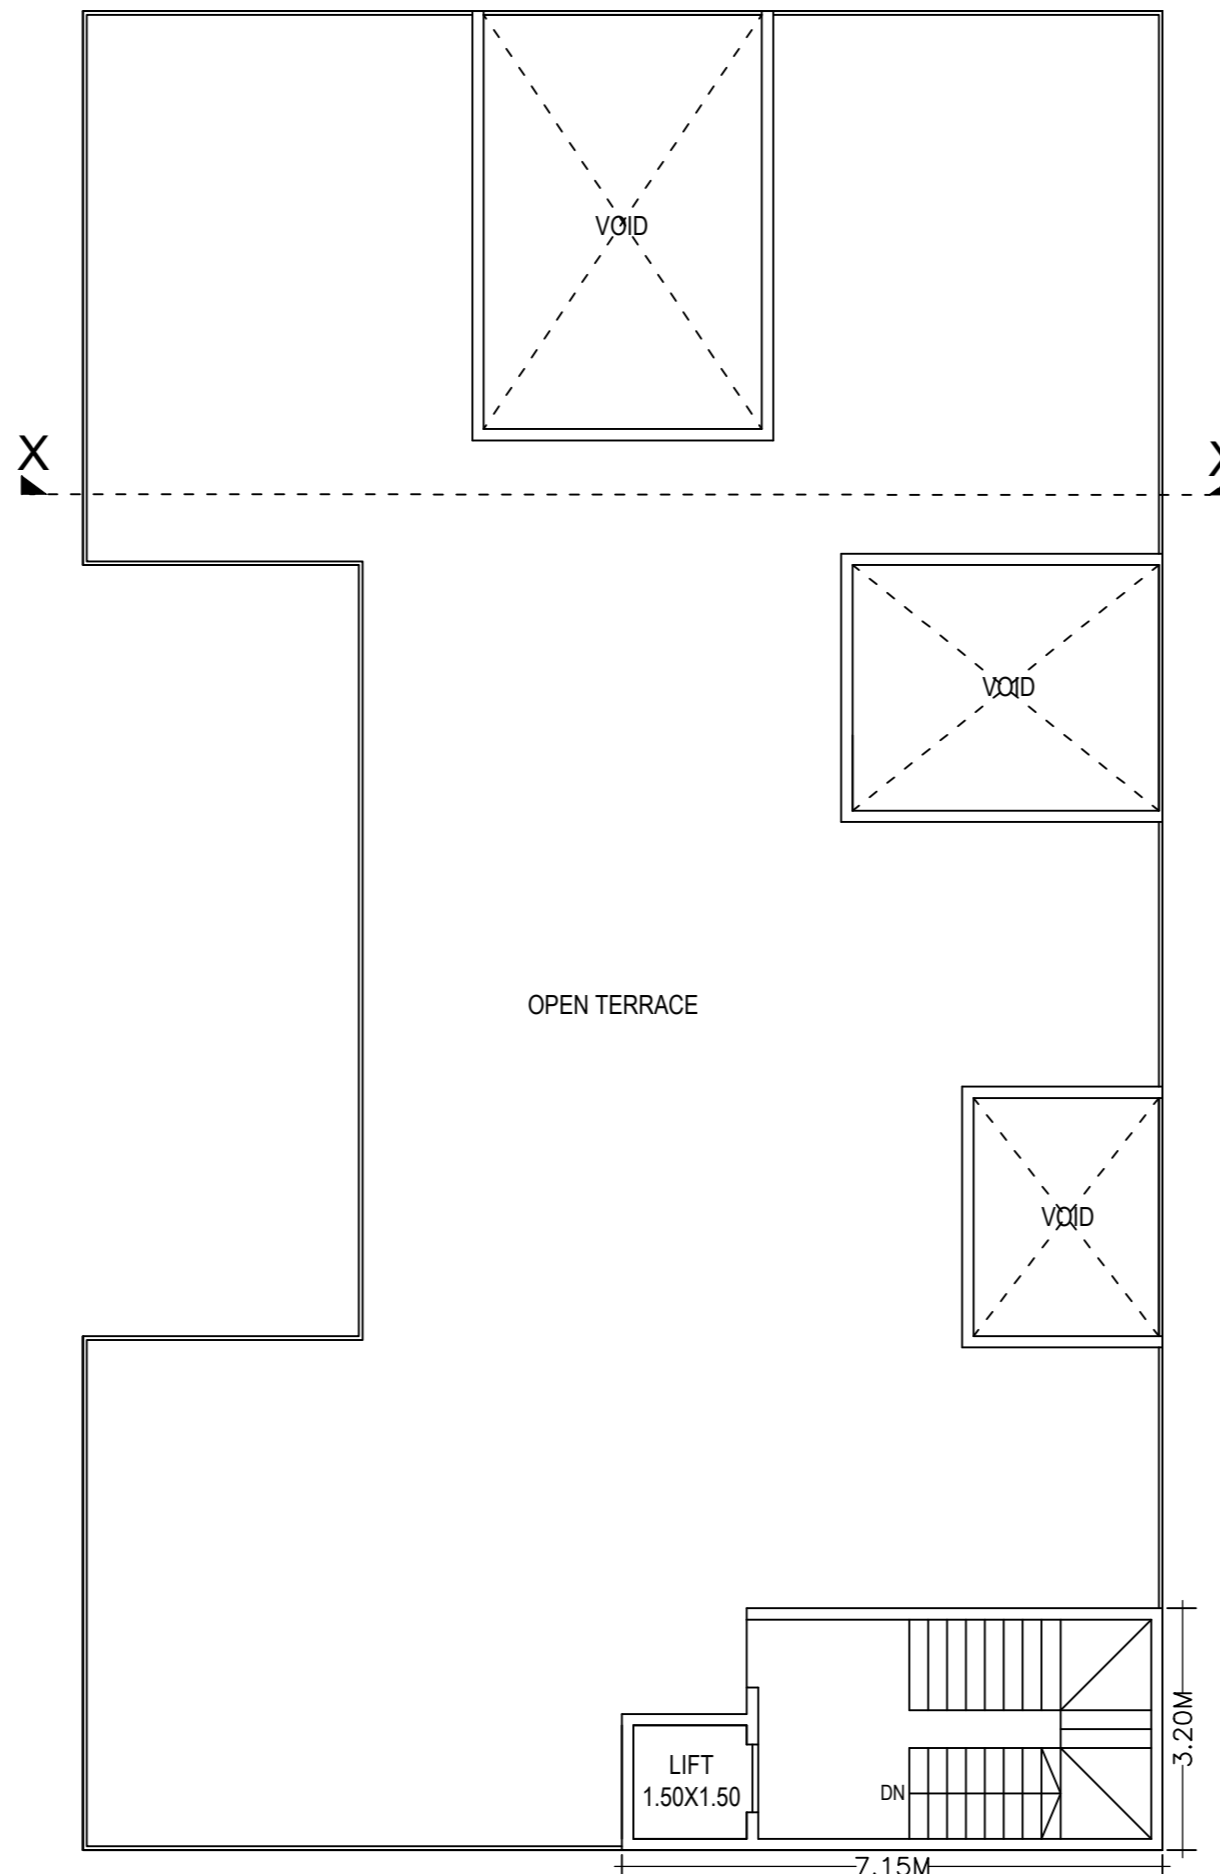 VOID
X
X
VOID
OPEN TERRACE
VOID
3.20M
LIFT
1.50X1.50
DN
7.15M